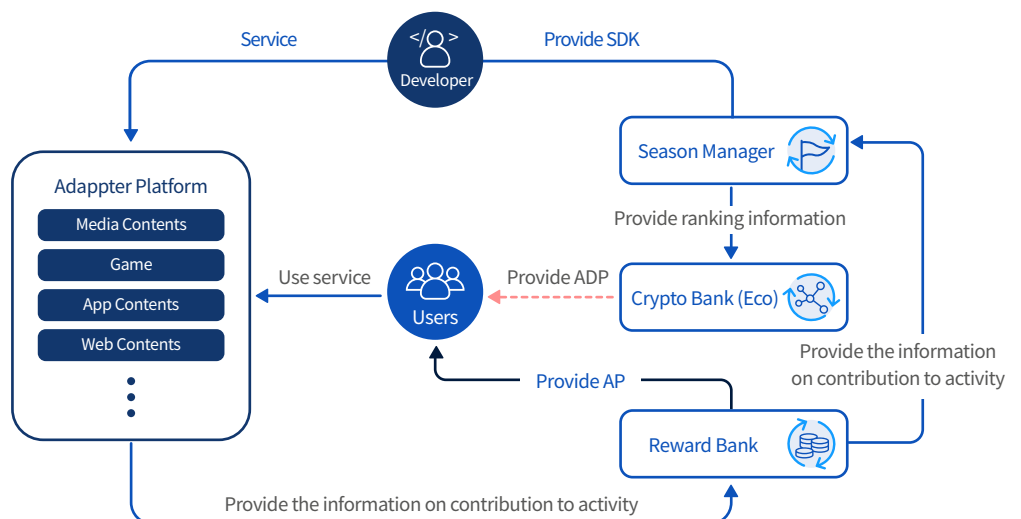 Service
</>
Provide SDK
Developer
Season Manager
Adappter Platform
Media Contents
Provide ranking information
Game
Use service
Provide ADP
Crypto Bank (Eco)
App Contents
Users
Web Contents
Provide the information
on contribution to activity
Provide AP
Reward Bank
Provide the information on contribution to activity